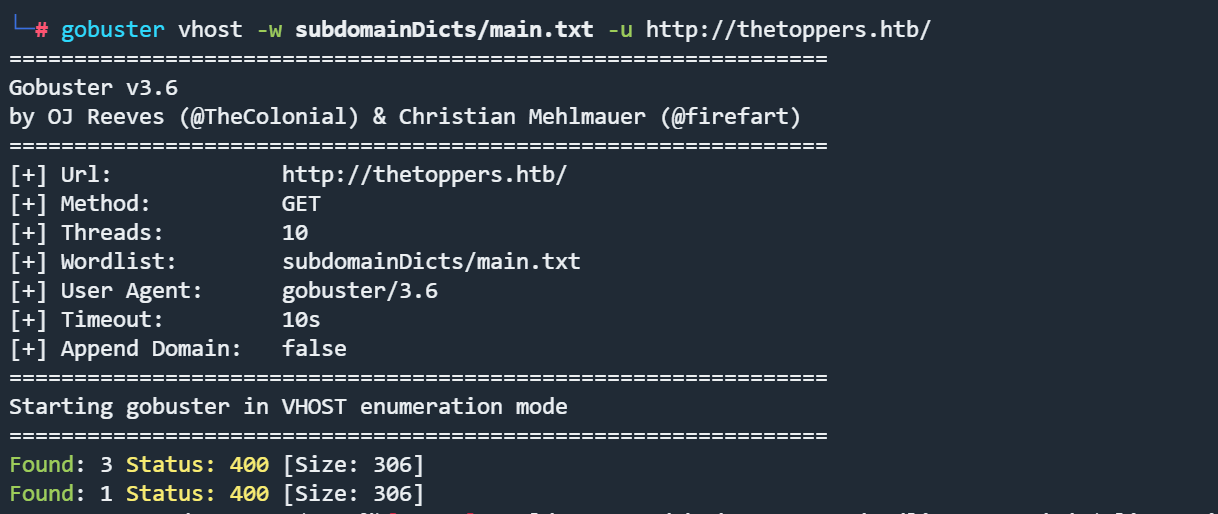 └─# gobuster vhost -w subdomainDicts/main.txt -u http://thetoppers.htb/
===============================================================
Gobuster v3.6
by OJ Reeves (@TheColonial) & Christian Mehlmauer (@firefart)
===============================================================
[+] Url:             http://thetoppers.htb/
[+] Method:          GET
[+] Threads:         10
[+] Wordlist:        subdomainDicts/main.txt
[+] User Agent:      gobuster/3.6
[+] Timeout:         10s
[+] Append Domain:   false
===============================================================
Starting gobuster in VHOST enumeration mode
===============================================================
Found: 3 Status: 400 [Size: 306]
Found: 1 Status: 400 [Size: 306]